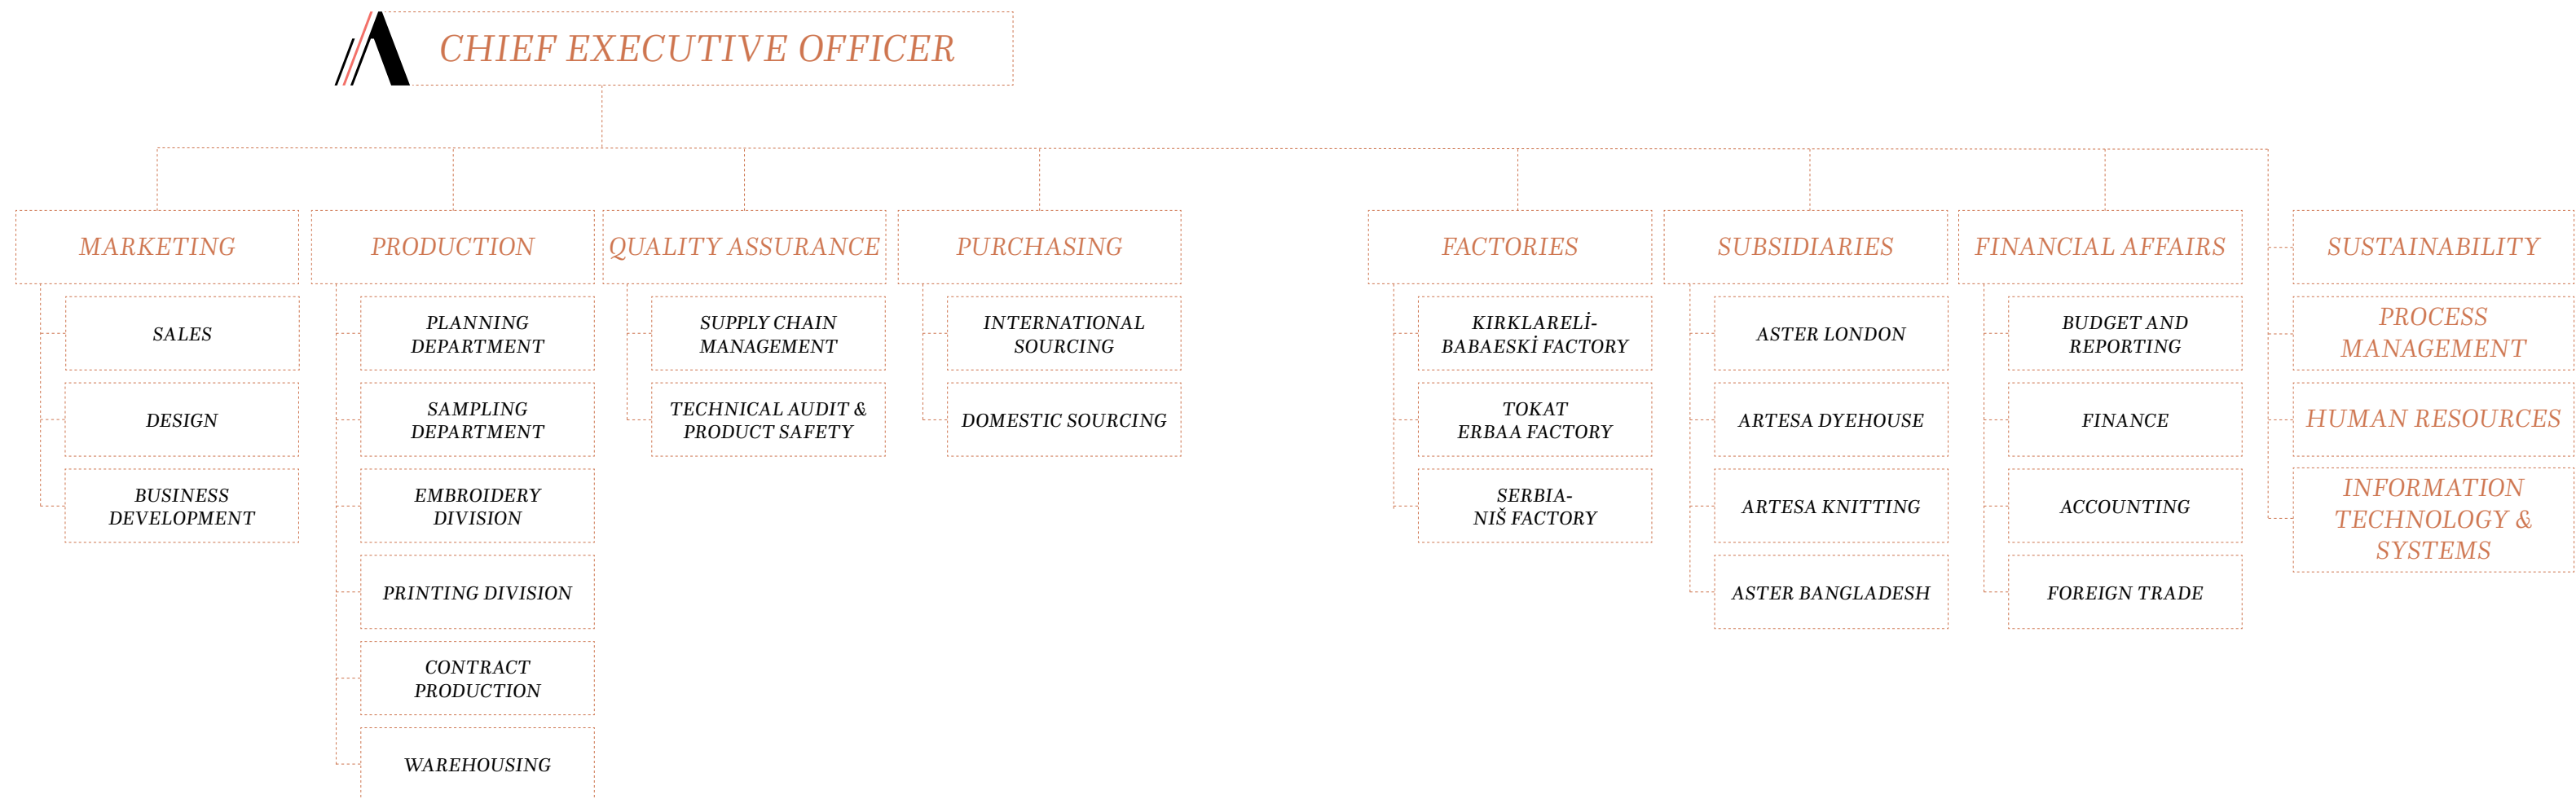 CHIEF EXECUTIVE OFFICER
MARKETING
SALES
DESIGN
BUSINESS
DEVELOPMENT
PRODUCTION
PLANNING
DEPARTMENT
SAMPLING
DEPARTMENT
EMBROIDERY
DIVISION
PRINTING DIVISION
CONTRACT
PRODUCTION
WAREHOUSING
QUALITY ASSURANCE
SUPPLY CHAIN
MANAGEMENT
TECHNICAL AUDIT &
PRODUCT SAFETY
PURCHASING
INTERNATIONAL
SOURCING
DOMESTIC SOURCING
FACTORIES
KIRKLARELİ-
BABAESKİ FACTORY
TOKAT
ERBAA FACTORY
SERBIA-
NIŠ FACTORY
SUBSIDIARIES
ASTER LONDON
ARTESA DYEHOUSE
ARTESA KNITTING
ASTER BANGLADESH
FINANCIAL AFFAIRS
BUDGET AND
REPORTING
FINANCE
ACCOUNTING
FOREIGN TRADE
SUSTAINABILITY
PROCESS
MANAGEMENT
HUMAN RESOURCES
INFORMATION
TECHNOLOGY &
SYSTEMS